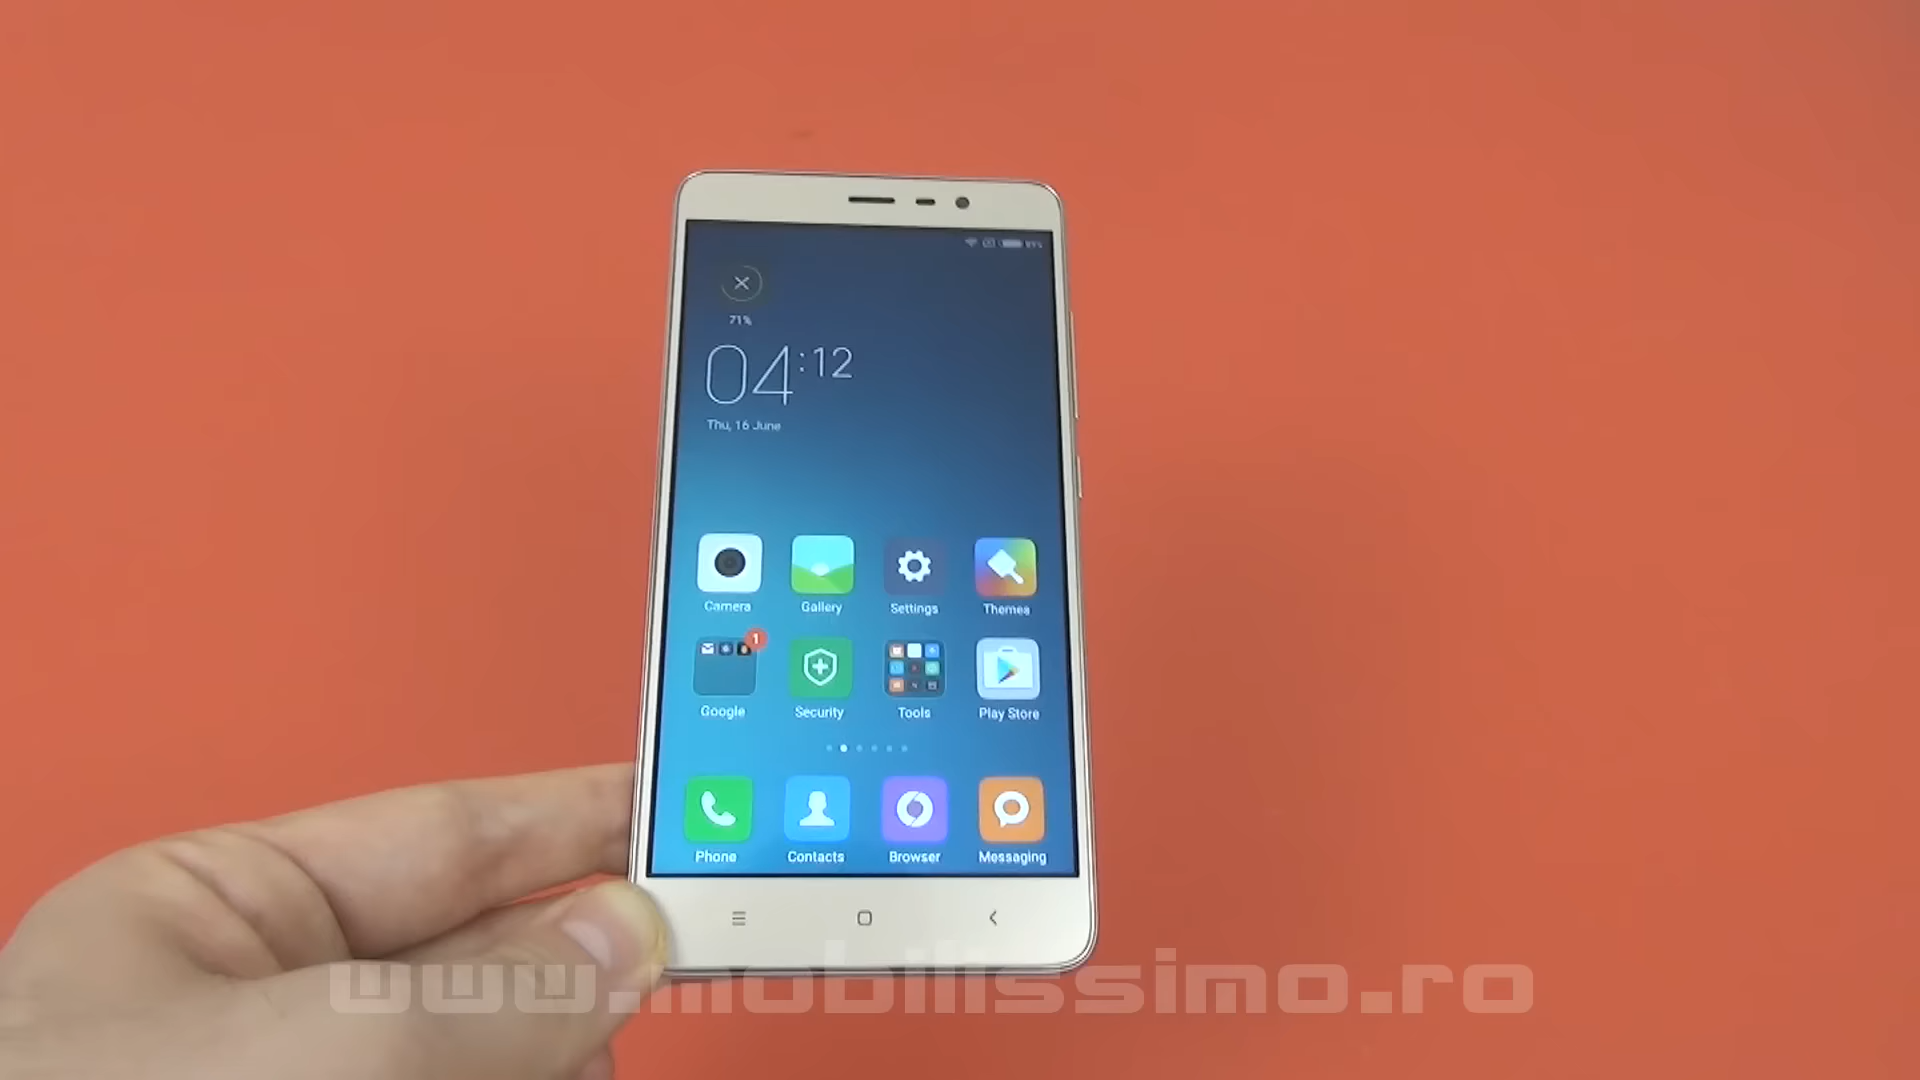 71%
04:12
Thu, 16 June
Camera
Gallery
Settings
Themes
1
Google
Security
Tools
Play Store
Phone
Contacts
Browser
Messaging
www.mobilissimo.ro